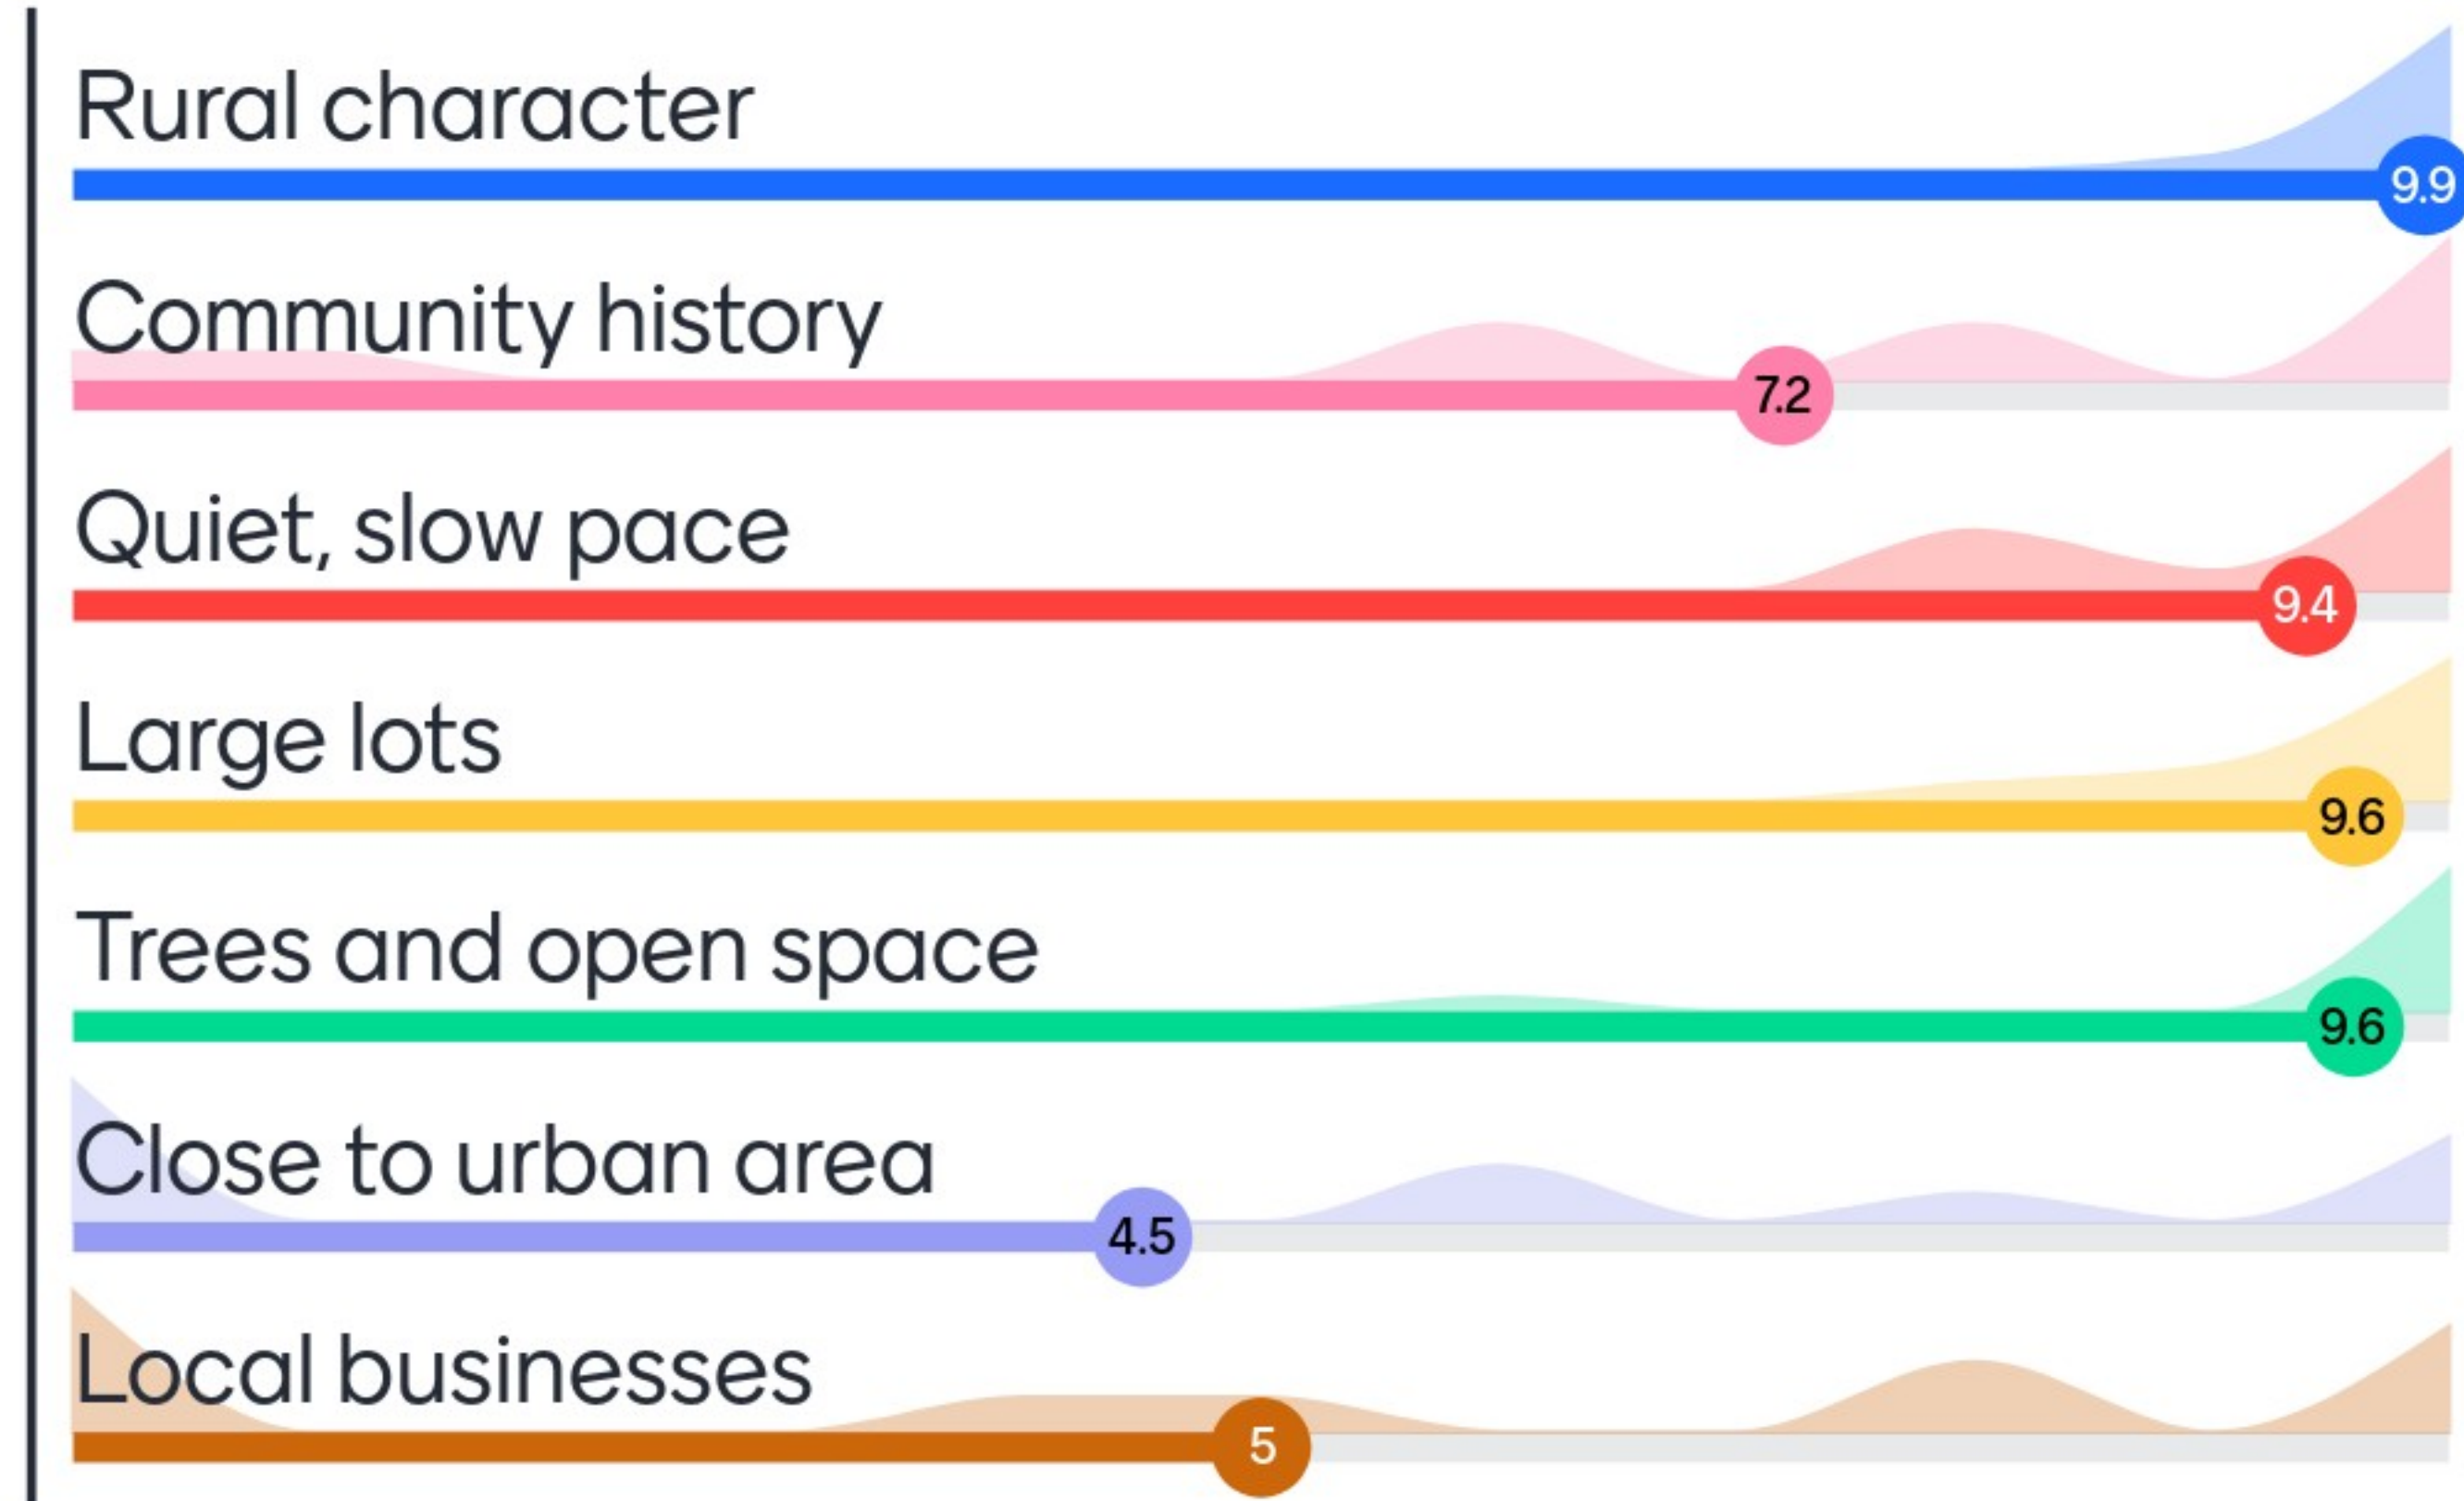 Rural character
9.9
Community history
7.2
Quiet, slow pace
9.4
Large lots
9.6
Trees and open space
9.6
Close to urban area
4.5
Local businesses
5